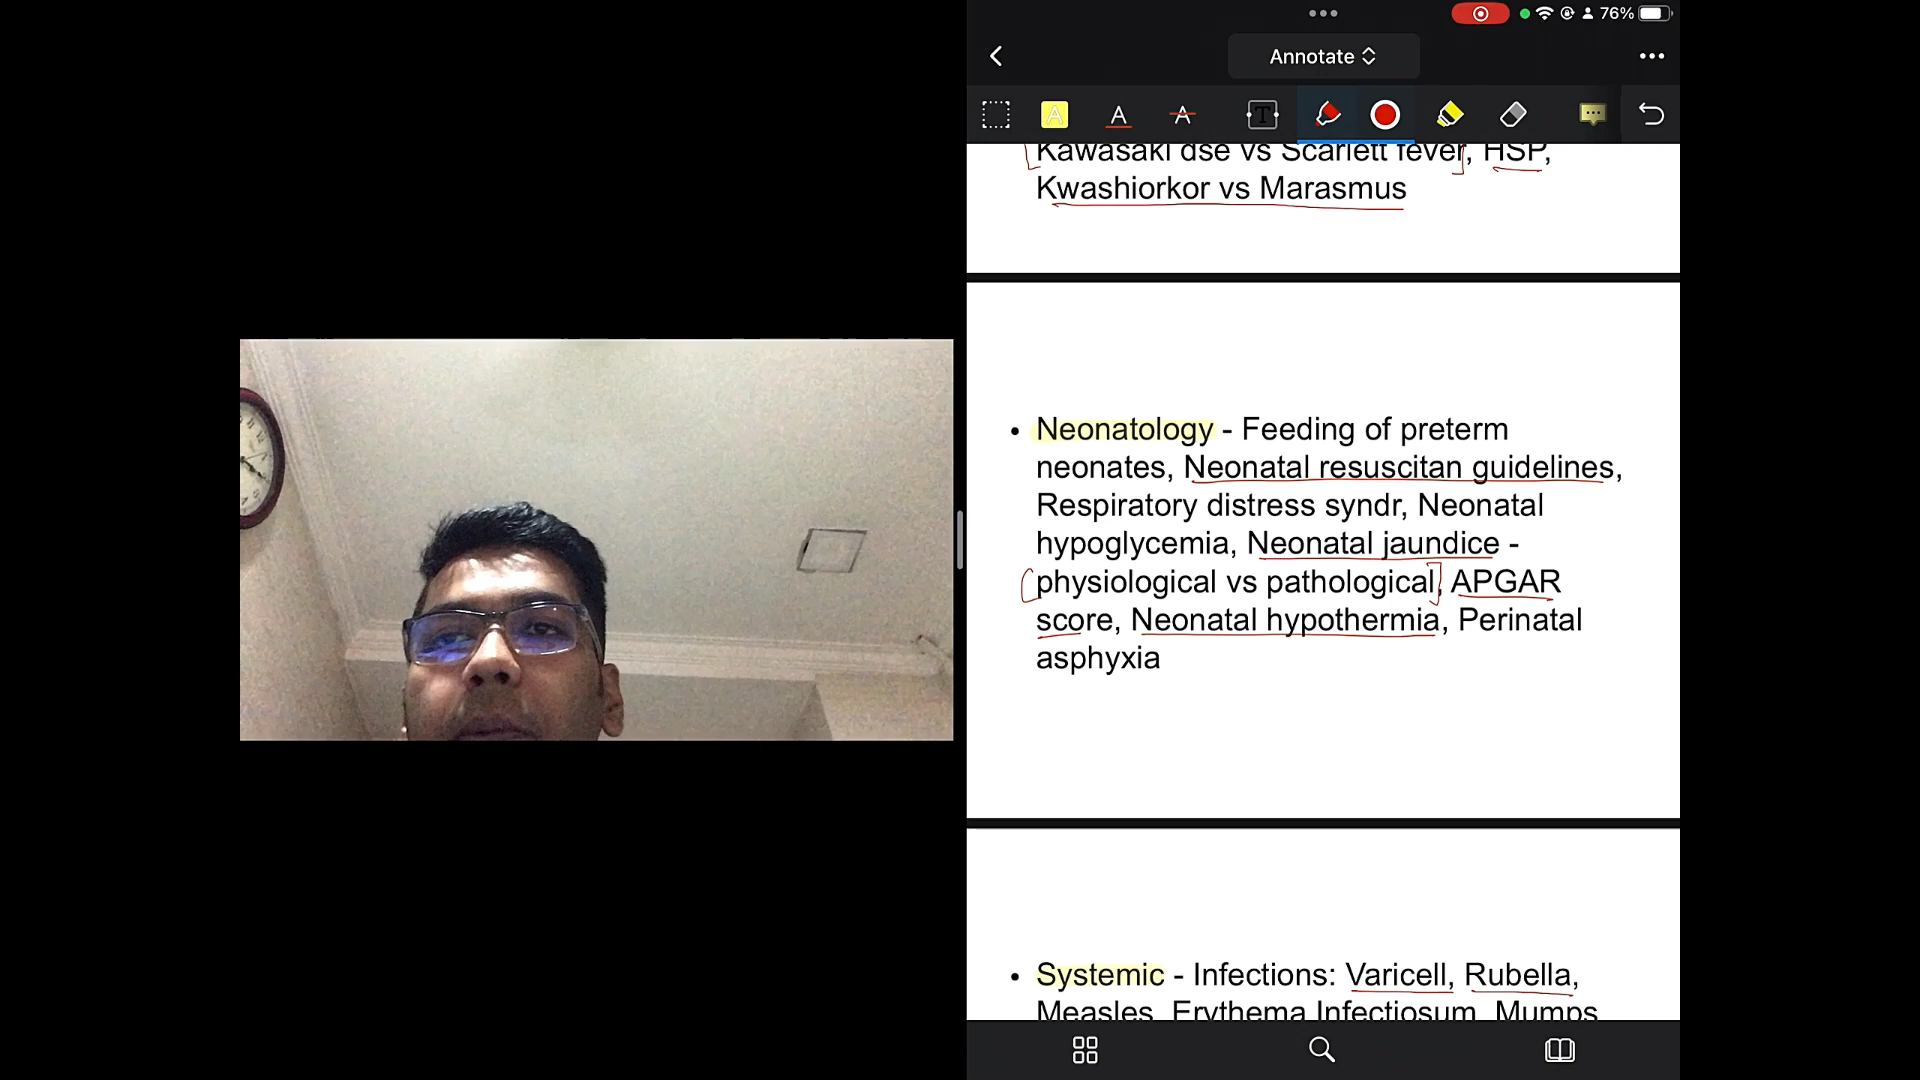 76%
Annotate
A A A T
Kawasaki dse vs Scarlett fever, HSP,
Kwashiorkor vs Marasmus
• Neonatology - Feeding of preterm
neonates, Neonatal resuscitan guidelines,
Respiratory distress syndr, Neonatal
hypoglycemia, Neonatal jaundice -
physiological vs pathological, APGAR
score, Neonatal hypothermia, Perinatal
asphyxia
• Systemic - Infections: Varicell, Rubella,
Measles, Erythema Infectiosum, Mumps